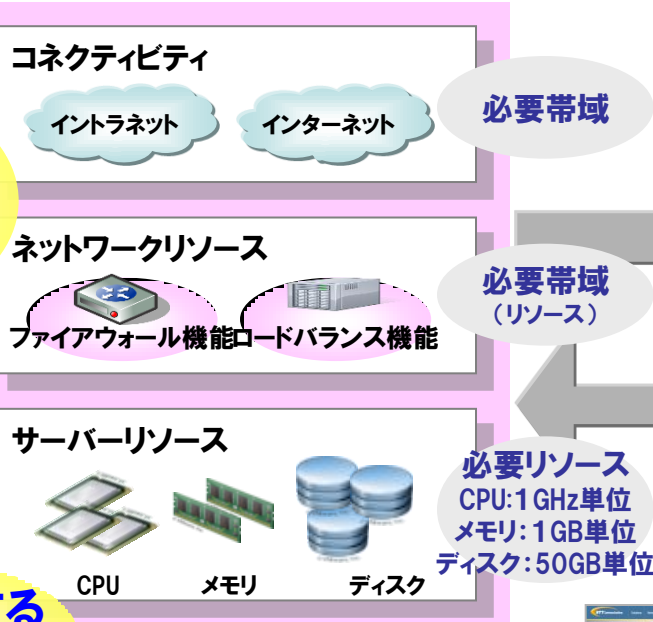 コネクティビティ
イントラネット
インターネット
必要帯域
ネットワークリソース
ファイアウォール機能
ロードバランス機能
必要帯域
(リソース)
サーバーリソース
CPU
メモリ
ディスク
必要リソース
CPU:1GHz単位
メモリ:1GB単位
ディスク:50GB単位
する